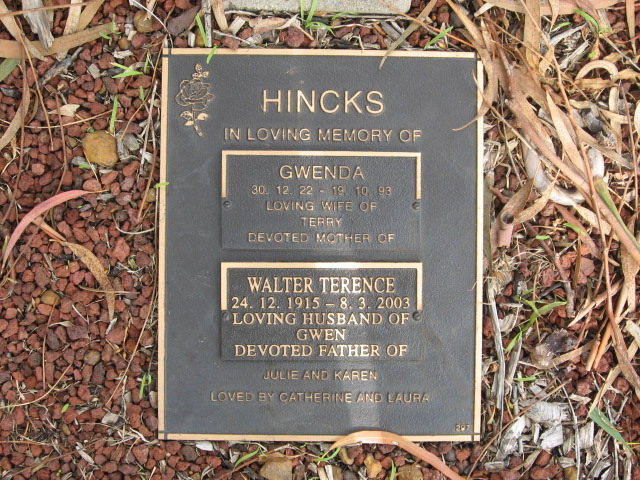 HINCKS
IN LOVING MEMORY OF
GWENDA
30. 12. 22 - 19. 10. 93
LOVING WIFE OF
TERRY
DEVOTED MOTHER OF
WALTER TERENCE
24. 12. 1915 – 8. 3. 2003
LOVING HUSBAND OF
GWEN
DEVOTED FATHER OF
JULIE AND KAREN
LOVED BY CATHERINE AND LAURA